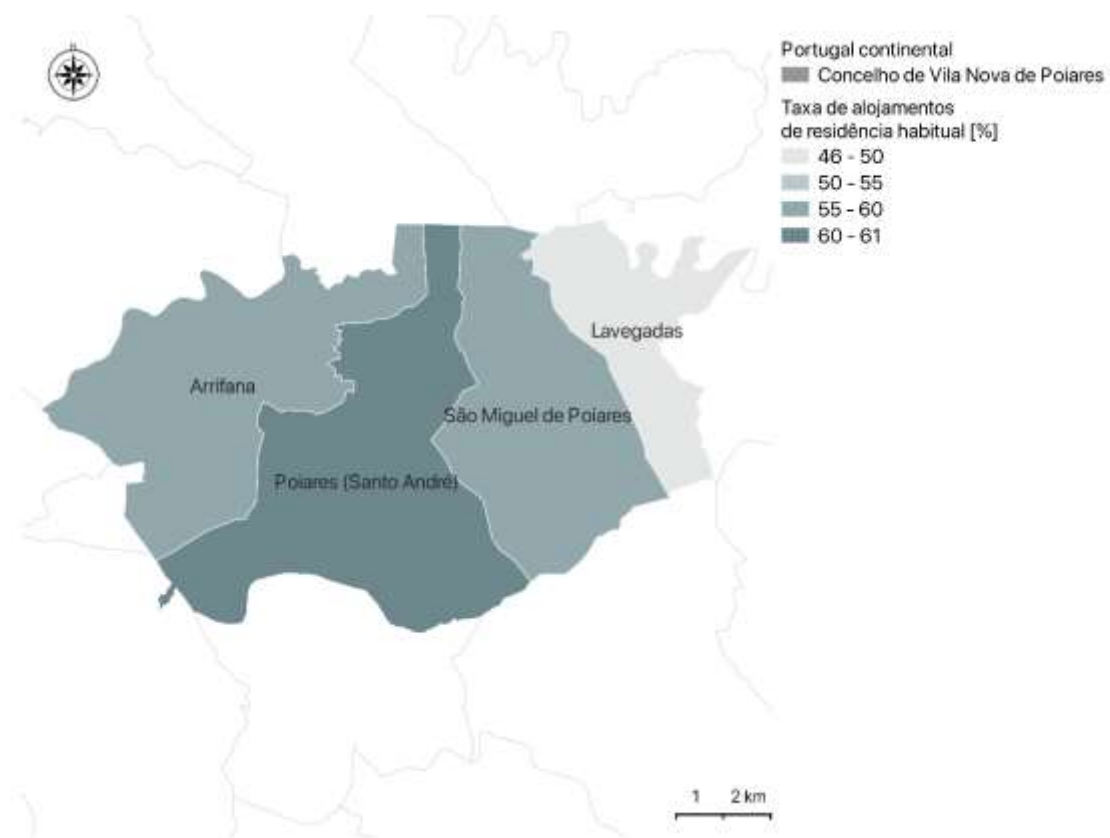 N
Portugal continental
Concelho de Vila Nova de Poiares
Taxa de alojamentos
de residência habitual [%]
46 - 50
50 - 55
55 - 60
60 - 61
Lavegadas
Arrifana
São Miguel de Poiares
Poiares (Santo André)
1 2 km